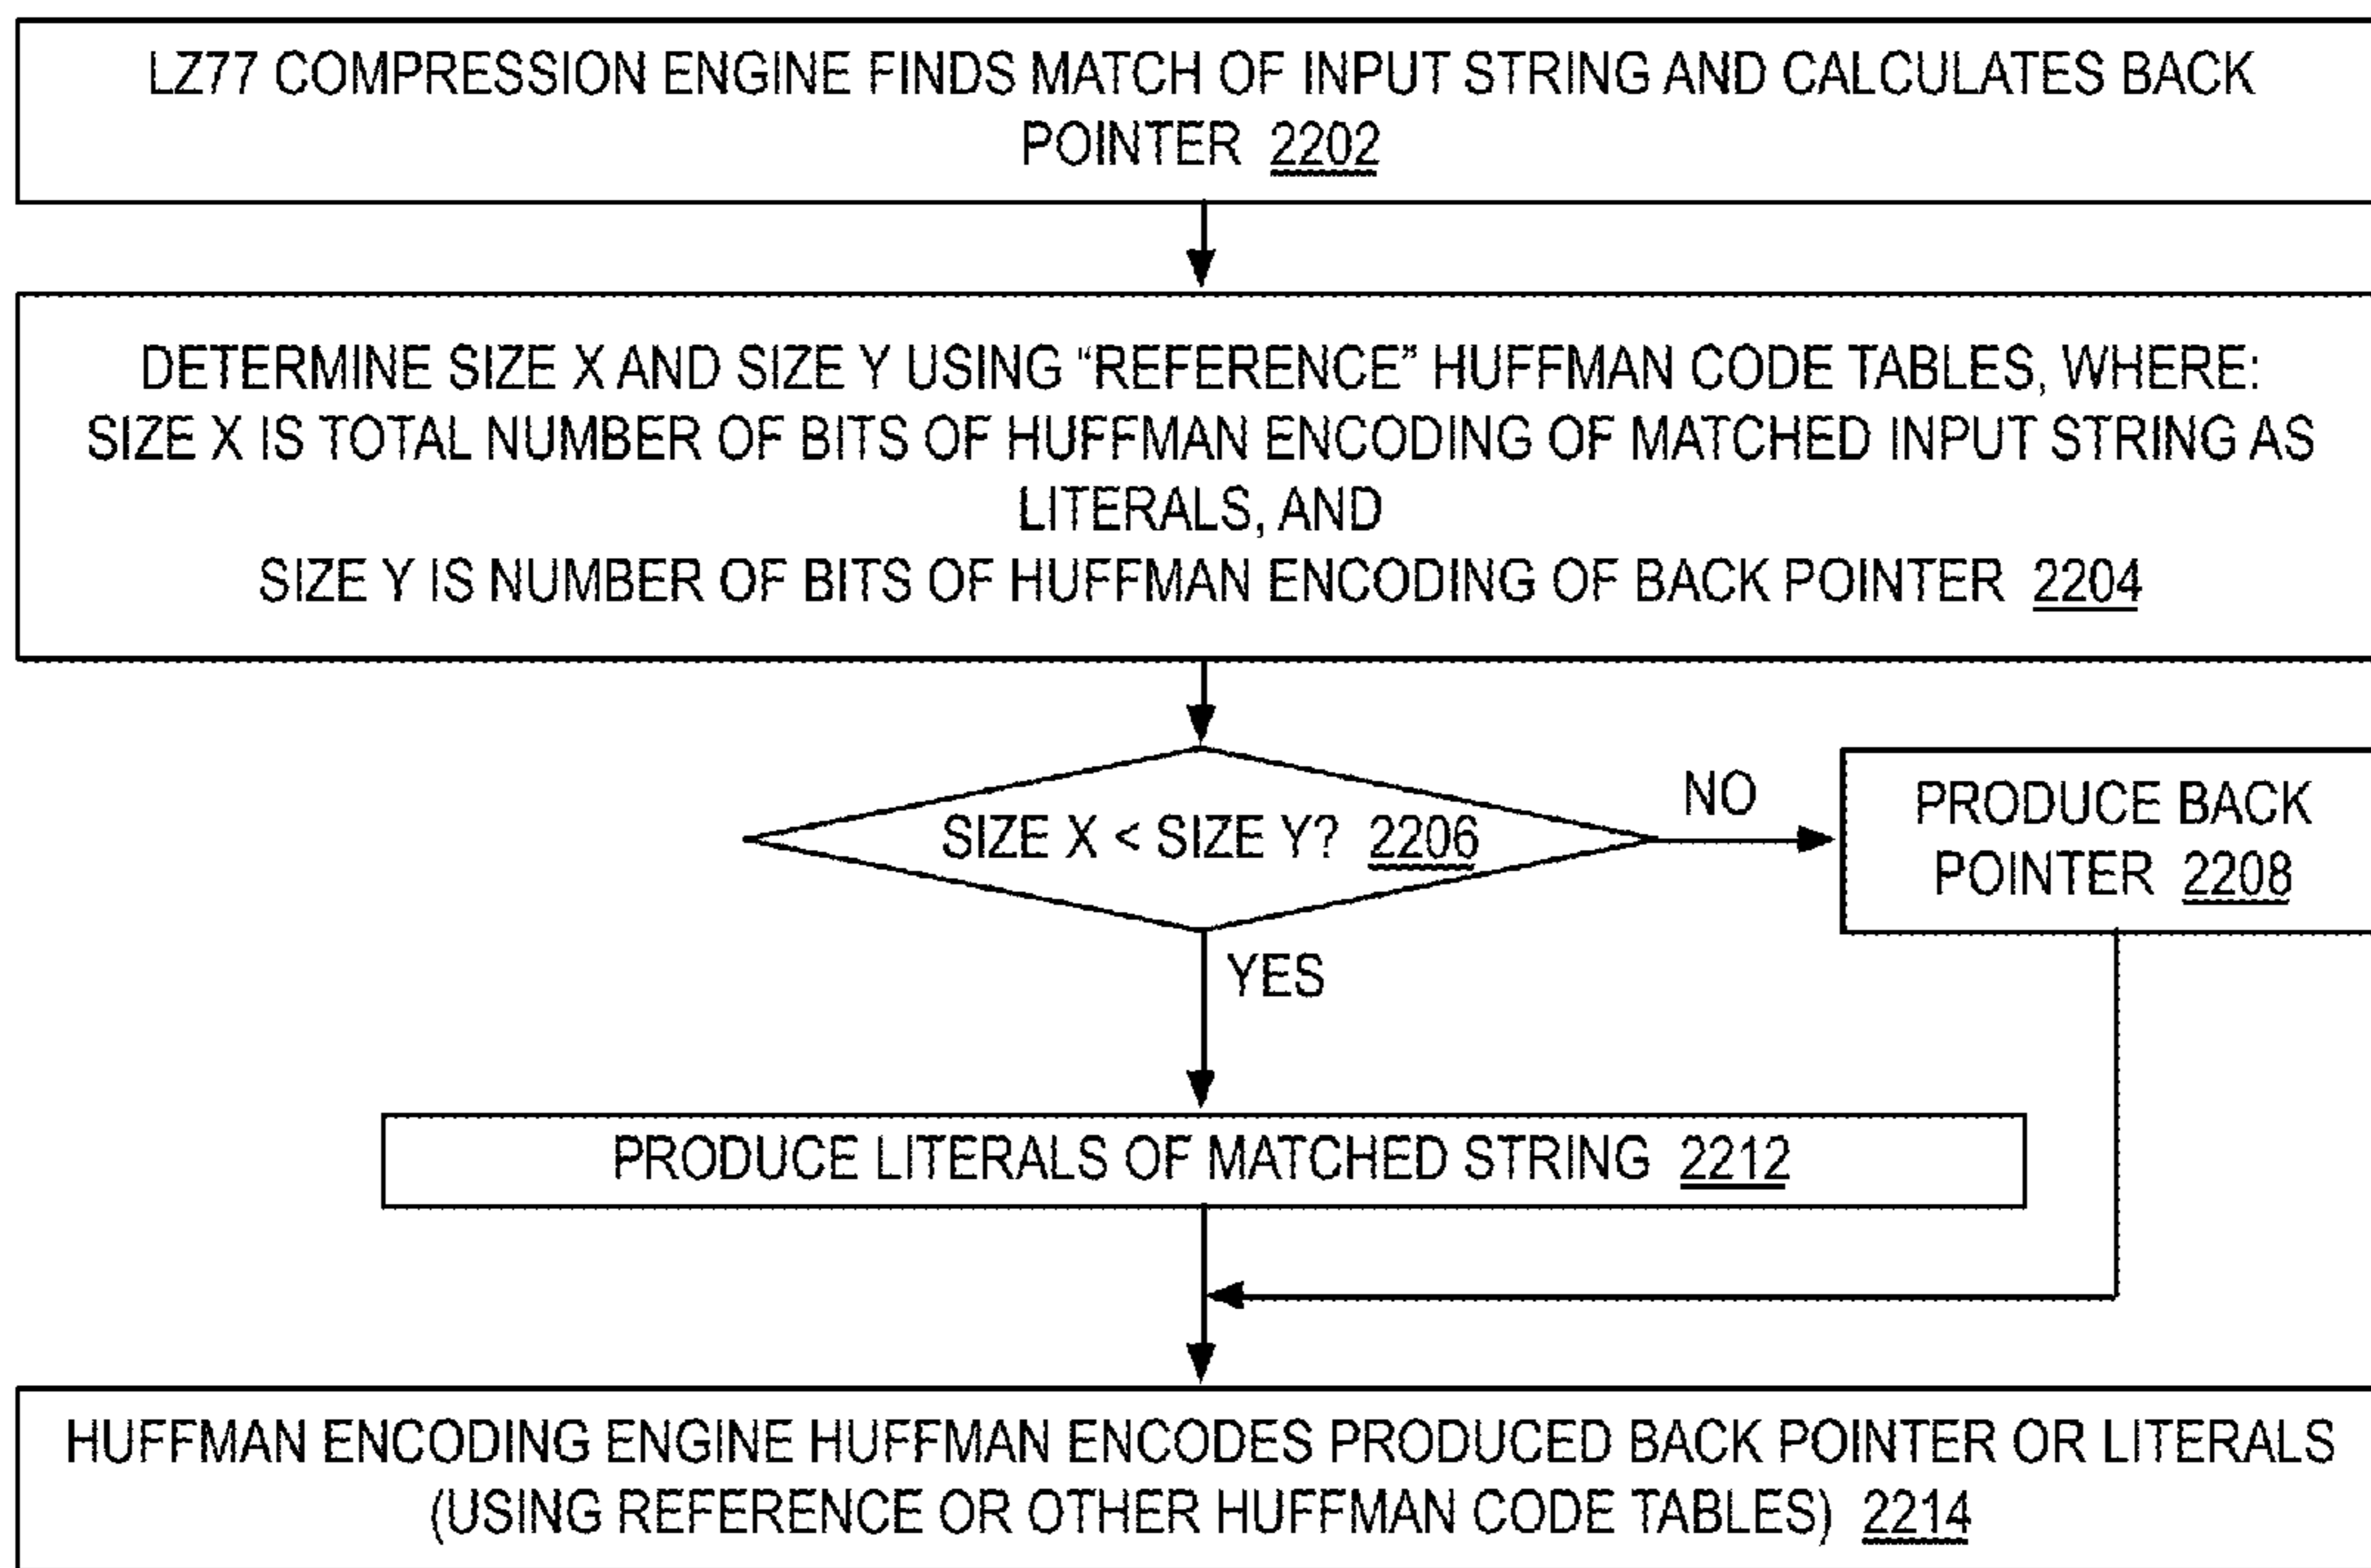 LZ77 COMPRESSION ENGINE FINDS MATCH OF INPUT STRING AND CALCULATES BACK
POINTER 2202
DETERMINE SIZE X AND SIZE Y USING “REFERENCE” HUFFMAN CODE TABLES, WHERE:
SIZE X IS TOTAL NUMBER OF BITS OF HUFFMAN ENCODING OF MATCHED INPUT STRING AS
LITERALS, AND
SIZE Y IS NUMBER OF BITS OF HUFFMAN ENCODING OF BACK POINTER 2204
SIZE X < SIZE Y? 2206
NO
PRODUCE BACK
POINTER 2208
YES
PRODUCE LITERALS OF MATCHED STRING 2212
HUFFMAN ENCODING ENGINE HUFFMAN ENCODES PRODUCED BACK POINTER OR LITERALS
(USING REFERENCE OR OTHER HUFFMAN CODE TABLES) 2214